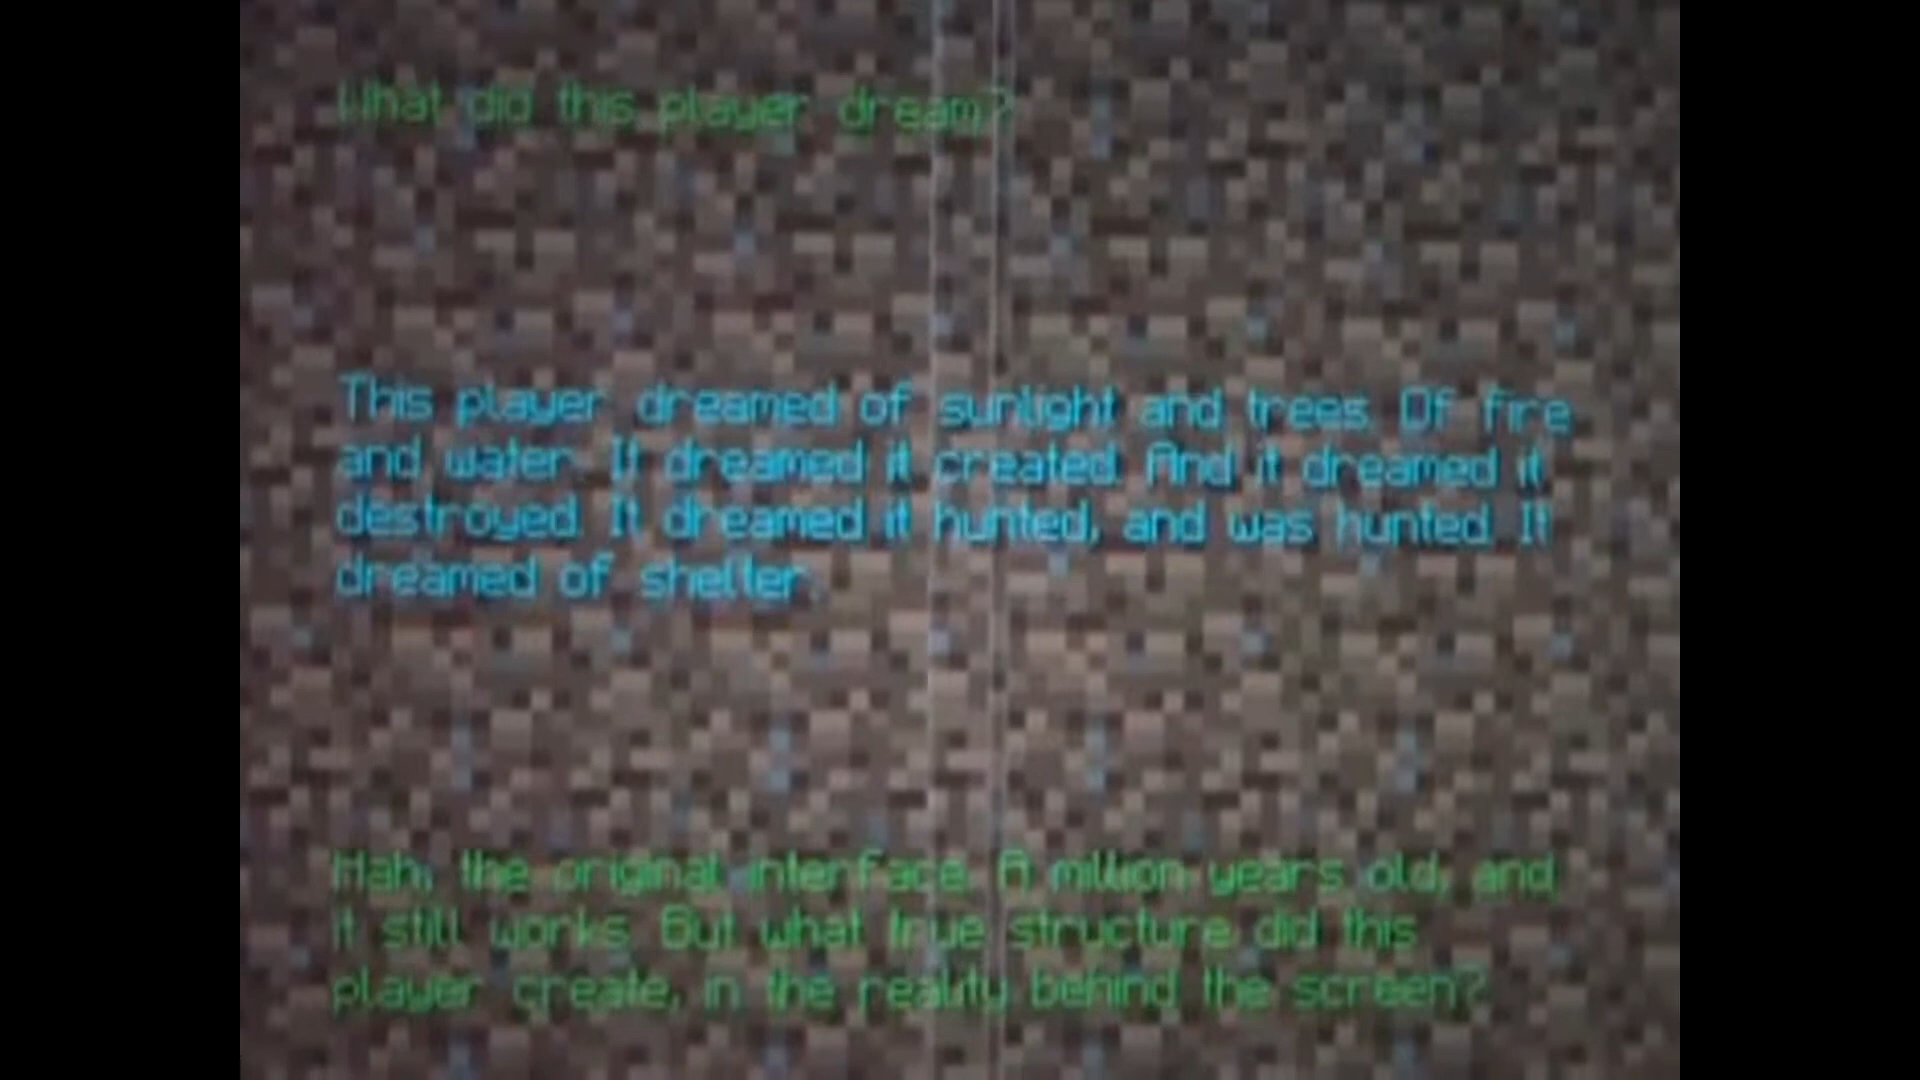 What did this player dream?
This player dreamed of sunlight and trees. Of fire
and water. It dreamed it created. And it dreamed it
destroyed. It dreamed it hunted, and was hunted. It
dreamed of shelter.
Hah, the original interface. A million years old, and
it still works. But what true structure did this
player create, in the reality behind the screen?